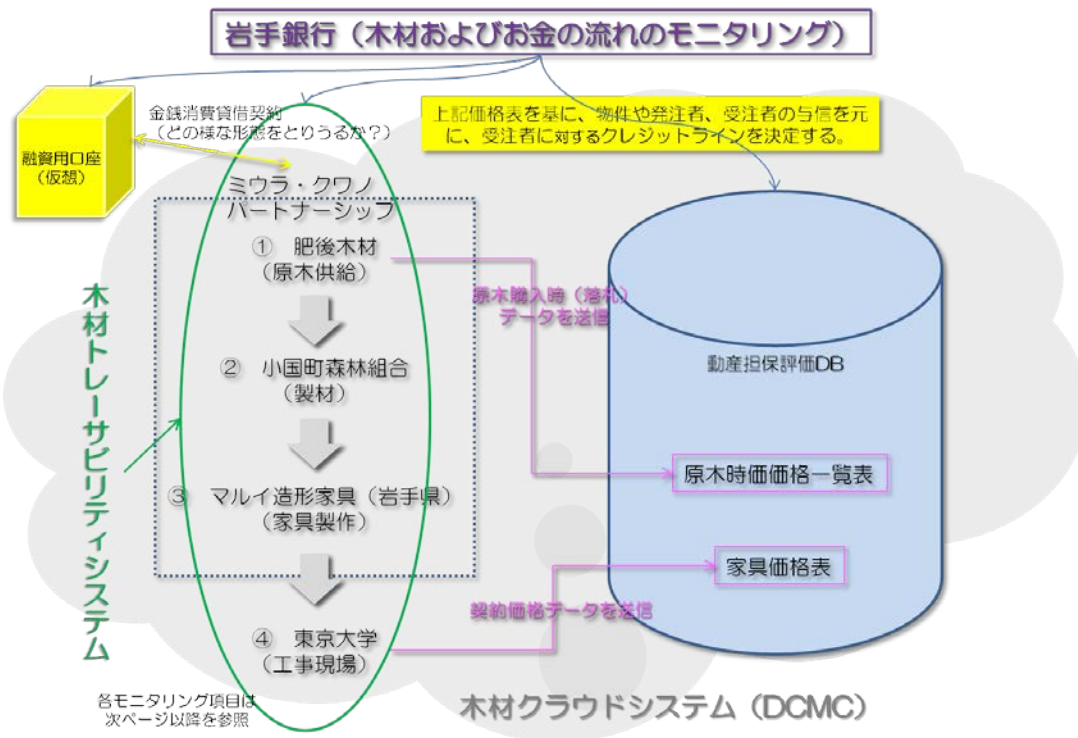 岩手銀行（木材およびお金の流れのモニタリング）
金銭消費貸借契約
（どの様な形態をとりうるか？）
上記価格表を基に、物件や発注者、受注者の与信を元
に、受注者に対するクレジットラインを決定する。
融資用口座
（仮想）
ミウラ・クワノ
パートナーシップ
① 肥後木材
（原木供給）
原木購入時（落札）
データを送信
② 小国町森林組合
（製材）
動産担保評価DB
木材トレーサビリティシステム
③ マルイ造形家具（岩手県）
（家具製作）
原木時価価格一覧表
家具価格表
契約価格データを送信
④ 東京大学
（工事現場）
各モニタリング項目は
次ページ以降を参照
木材クラウドシステム（DCMC）